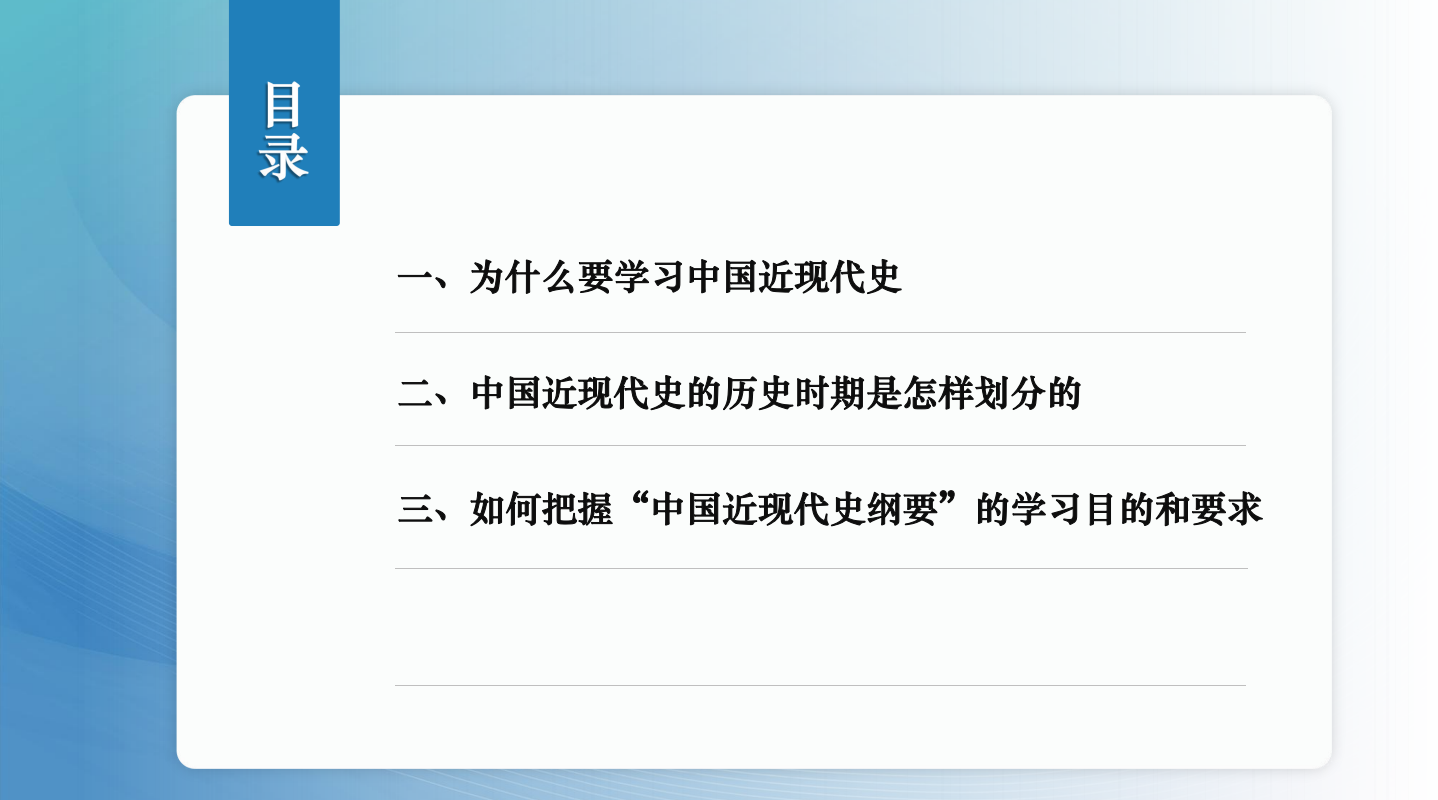 目录
一、为什么要学习中国近现代史
二、中国近现代史的历史时期是怎样划分的
三、如何把握“中国近现代史纲要”的学习目的和要求